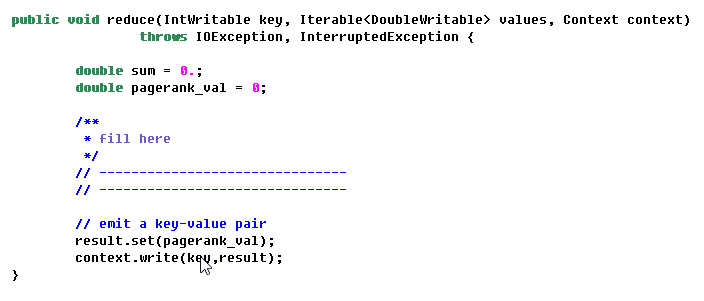 public void reduce(IntWritable key, Iterable<DoubleWritable> values, Context context)
throws IOException, InterruptedException {
double sum = 0.;
double pagerank_val = 0;
/**
* fill here
*/
// -------------------------------
// -------------------------------
// emit a key-value pair
result.set(pagerank_val);
context.write(key,result);
}